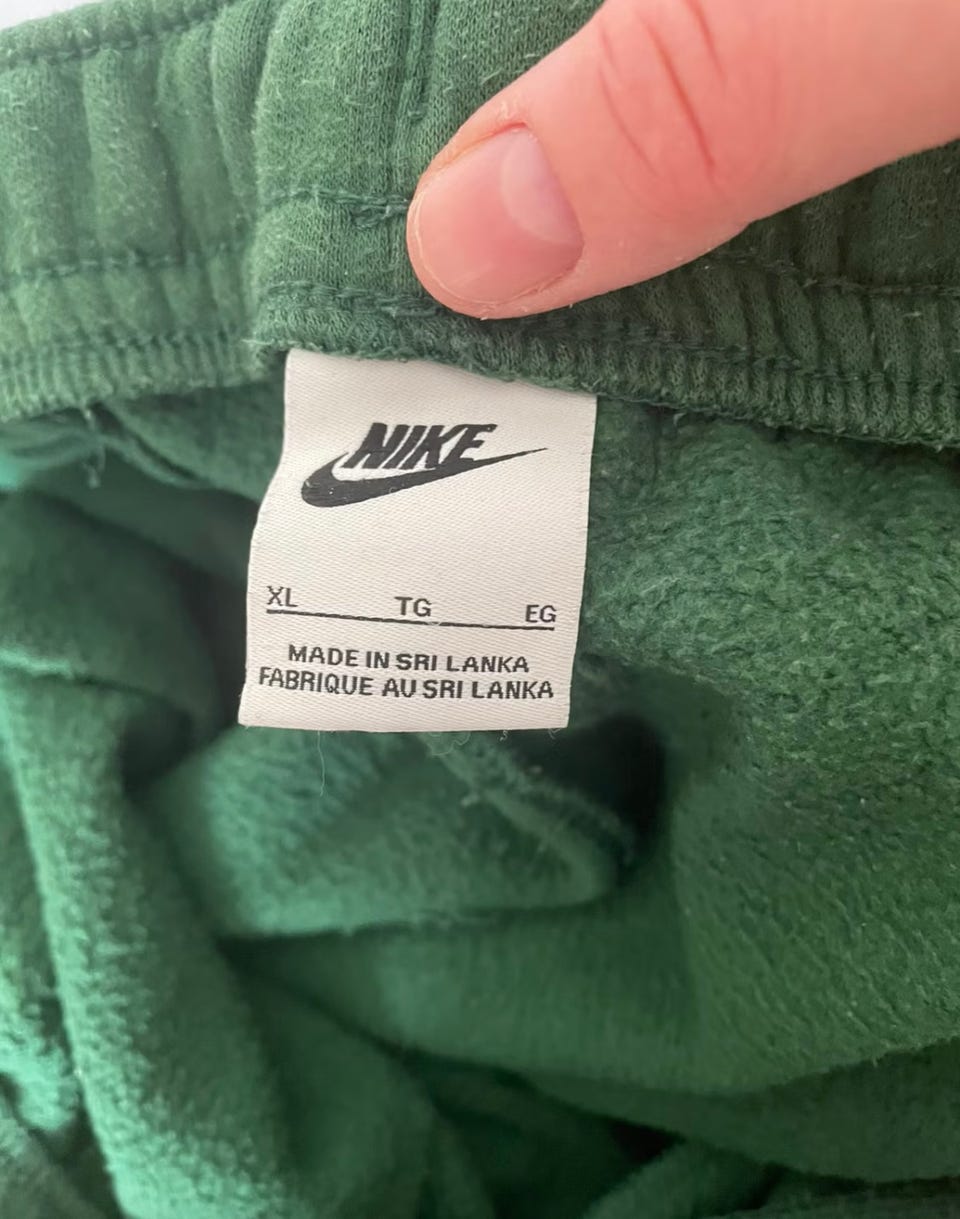 NIKE
XL TG EG
MADE IN SRI LANKA
FABRIQUE AU SRI LANKA